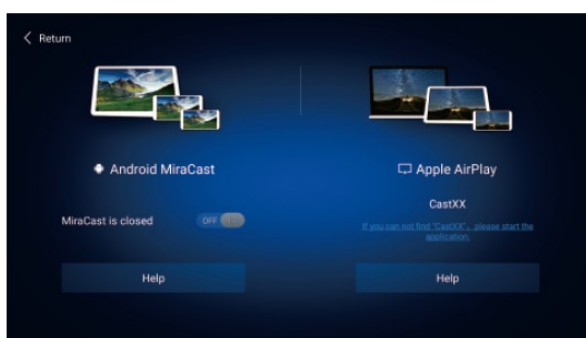 Return
Android MiraCast
MiraCast is closed
OFF
Help
Apple AirPlay
CastXX
If you can not find "CastXX", please start the
application.
Help